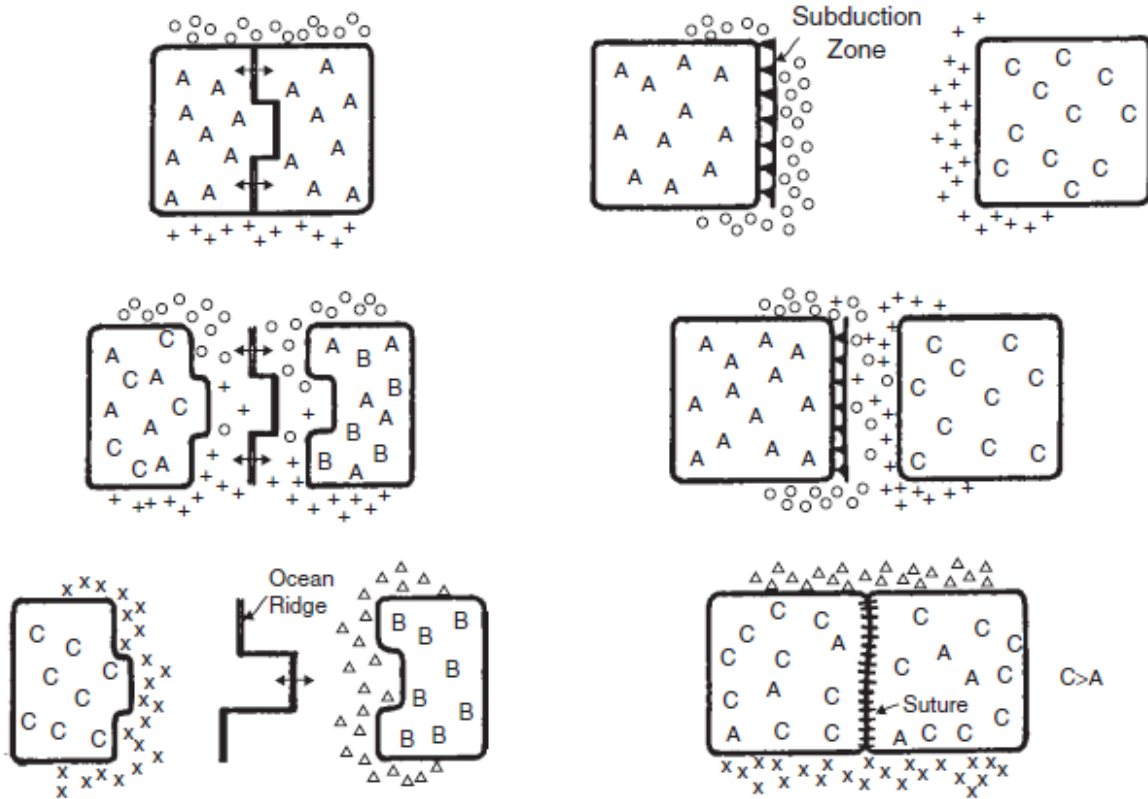 A A A A A A A A A
A A A A A A A
Subduction
Zone
A A A A A A A A A A
C C C C C C C C C C C
C A C A C A A C C A
A A B B A A B B B A
A A A A A A A A A A A A A
C C C C C C C C C
C C C C C C C C
Ocean
Ridge
B B B B B B B B
C C A C C A C C A C C
C A C C A C C A C C
Suture
C>A